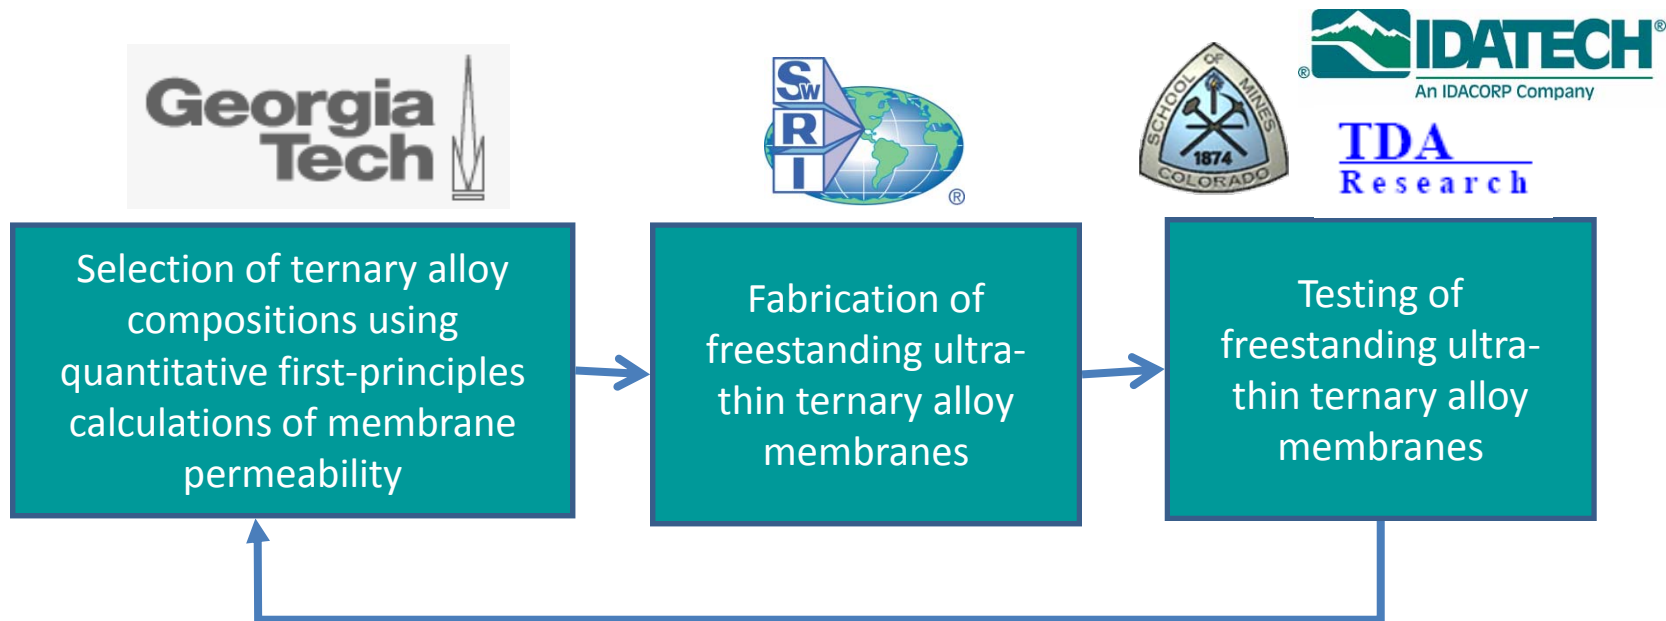 Georgia
Tech
SwRI
®
SCHOOL OF MINES
1874
COLORADO
IDATECH®
®
An IDACORP Company
TDA
Research
Selection of ternary alloy
compositions using
quantitative first-principles
calculations of membrane
permeability
Fabrication of
freestanding ultra-
thin ternary alloy
membranes
Testing of
freestanding ultra-
thin ternary alloy
membranes